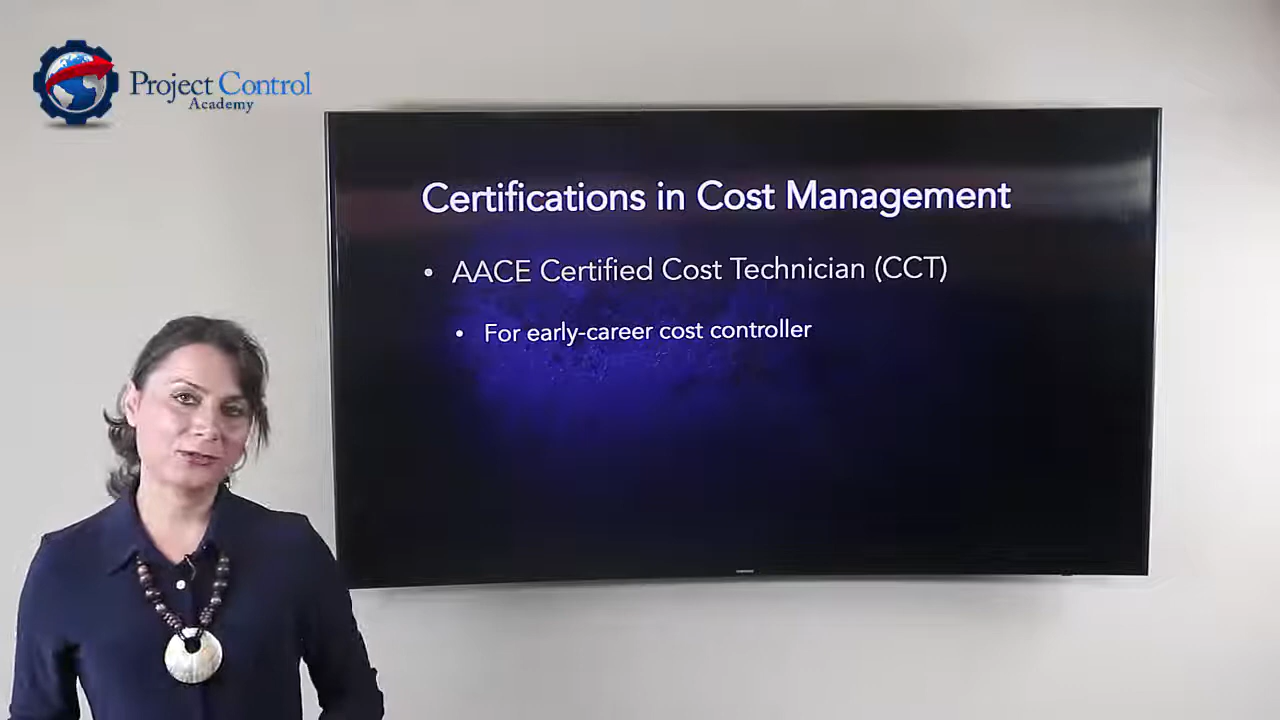 Project Control
Academy
Certifications in Cost Management
• AACE Certified Cost Technician (CCT)
• For early-career cost controller